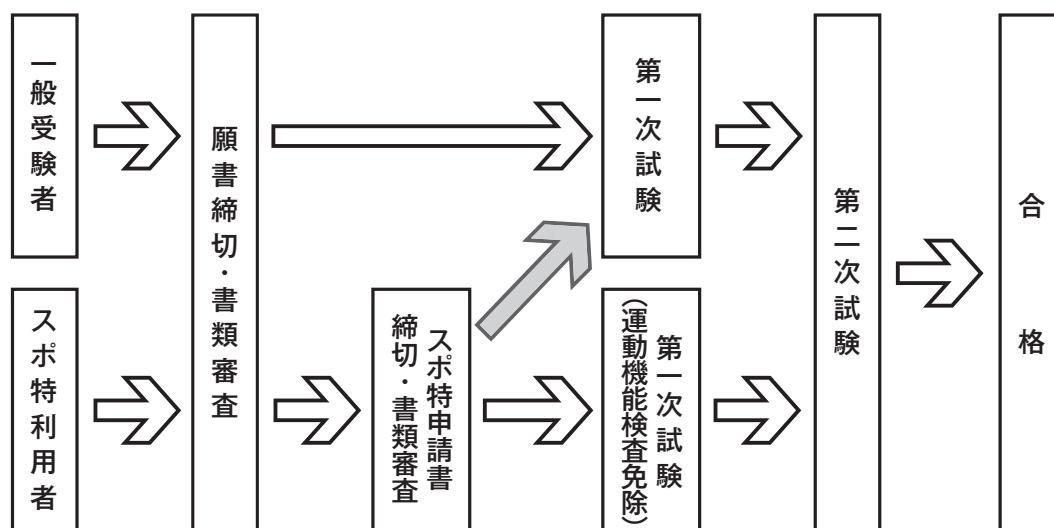 一般受験者
スポ特利用者
願書締切・書類審査
スポ特申請書
締切・書類審査
第一次試験
第一次試験
(運動機能検査免除)
第二次試験
合格